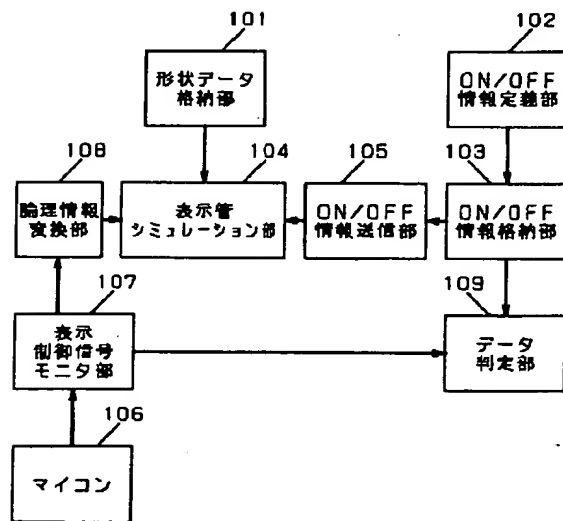 101
形状データ
格納部
102
ON/OFF
情報定義部
108
論理情報
変換部
104
表示管
シミュレーション部
105
ON/OFF
情報送信部
103
ON/OFF
情報格納部
107
表示
制御信号
モニタ部
109
データ
判定部
106
マイコン